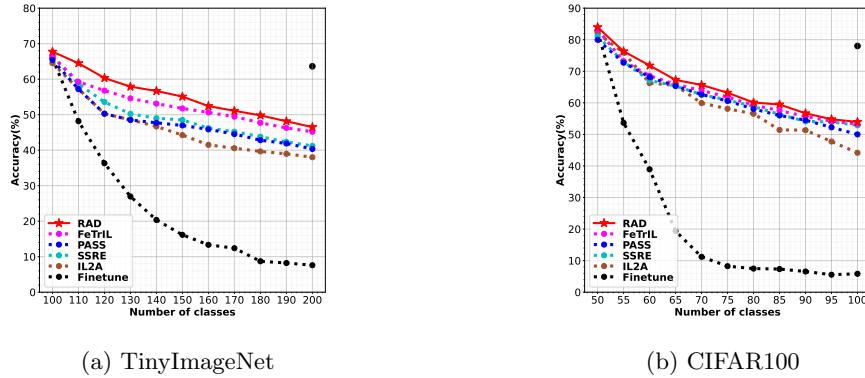 80
70
60
50
40
30
20
10
0
Accuracy(%)
RAD
FeTrIL
PASS
SSRE
IL2A
Finetune
100 110 120 130 140 150 160 170 180 190 200
Number of classes
(a) TinyImageNet
90
80
70
60
50
40
30
20
10
0
Accuracy(%)
RAD
FeTrIL
PASS
SSRE
IL2A
Finetune
50 55 60 65 70 75 80 85 90 95 100
Number of classes
(b) CIFAR100